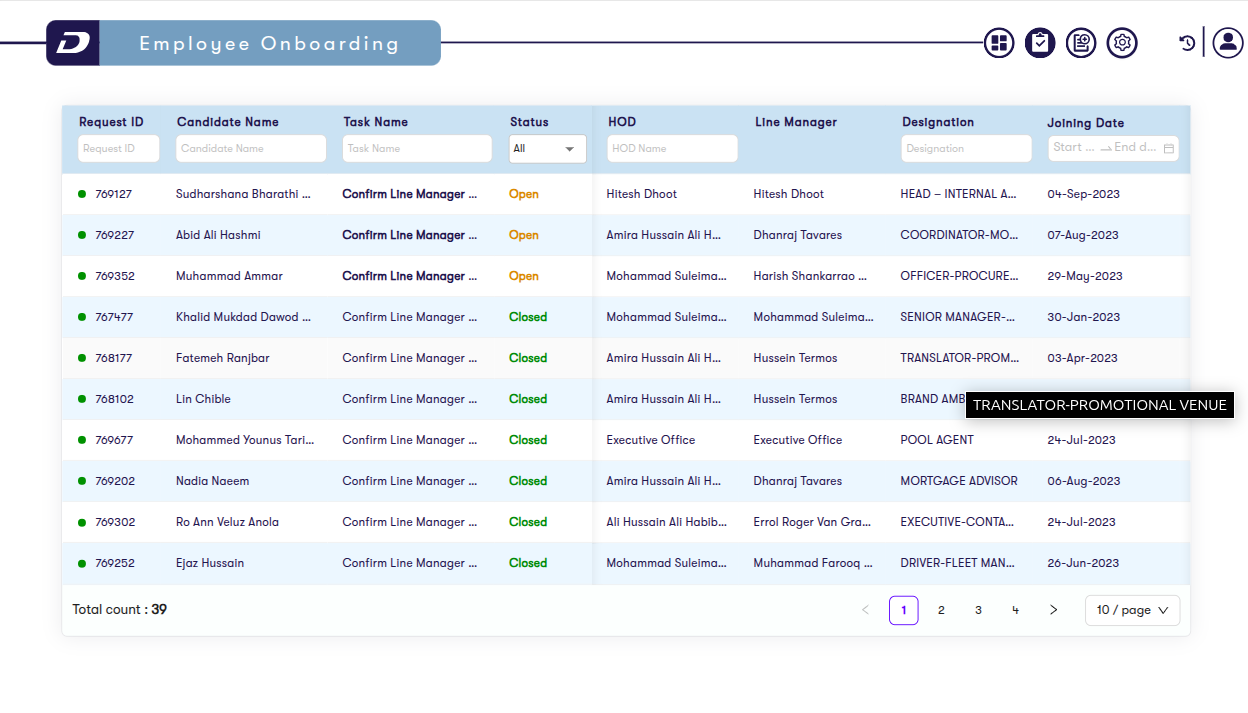 Employee Onboarding
Request ID Candidate Name Task Name Status HOD Line Manager Designation Joining Date
Request ID Candidate Name Task Name All HOD Name Designation Start ... End d...
769127 Sudharshana Bharathi ... Confirm Line Manager ... Open Hitesh Dhoot Hitesh Dhoot HEAD – INTERNAL A... 04-Sep-2023
769227 Abid Ali Hashmi Confirm Line Manager ... Open Amira Hussain Ali H... Dhanraj Tavares COORDINATOR-MO... 07-Aug-2023
769352 Muhammad Ammar Confirm Line Manager ... Open Mohammad Suleima... Harish Shankarrao ... OFFICER-PROCURE... 29-May-2023
767477 Khalid Mukdad Dawod ... Confirm Line Manager ... Closed Mohammad Suleima... Mohammad Suleima... SENIOR MANAGER-... 30-Jan-2023
768177 Fatemeh Ranjbar Confirm Line Manager ... Closed Amira Hussain Ali H... Hussein Termos TRANSLATOR-PROM... 03-Apr-2023
768102 Lin Chible Confirm Line Manager ... Closed Amira Hussain Ali H... Hussein Termos BRAND AMB
TRANSLATOR-PROMOTIONAL VENUE
769677 Mohammed Younus Tari... Confirm Line Manager ... Closed Executive Office Executive Office POOL AGENT 24-Jul-2023
769202 Nadia Naeem Confirm Line Manager ... Closed Amira Hussain Ali H... Dhanraj Tavares MORTGAGE ADVISOR 06-Aug-2023
769302 Ro Ann Veluz Anola Confirm Line Manager ... Closed Ali Hussain Ali Habib... Errol Roger Van Gra... EXECUTIVE-CONTA... 24-Jul-2023
769252 Ejaz Hussain Confirm Line Manager ... Closed Mohammad Suleima... Muhammad Farooq ... DRIVER-FLEET MAN... 26-Jun-2023
Total count : 39 < 1 2 3 4 > 10 / page